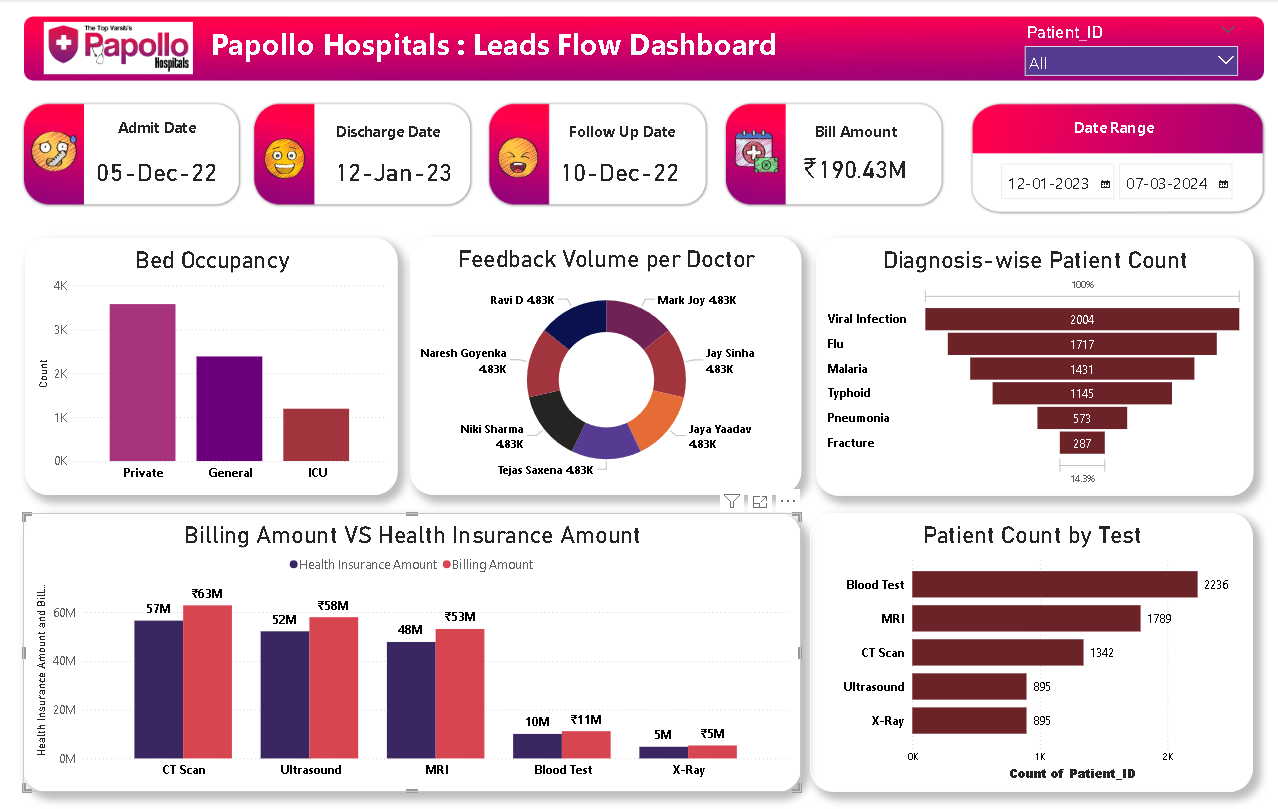 The Top Varsiti's
Papollo
Hospitals
Papollo Hospitals : Leads Flow Dashboard
Patient_ID
All
Admit Date
05-Dec-22
Discharge Date
12-Jan-23
Follow Up Date
10-Dec-22
Bill Amount
₹190.43M
Date Range
12-01-2023
07-03-2024
Bed Occupancy
4K
3K
2K
1K
0K
Count
Private
General
ICU
Feedback Volume per Doctor
Ravi D 4.83K
Mark Joy 4.83K
Naresh Goyenka
4.83K
Jay Sinha
4.83K
Niki Sharma
4.83K
Jaya Yaadav
4.83K
Tejas Saxena 4.83K
Diagnosis-wise Patient Count
100%
Viral Infection 2004
Flu 1717
Malaria 1431
Typhoid 1145
Pneumonia 573
Fracture 287
14.3%
Billing Amount VS Health Insurance Amount
Health Insurance Amount Billing Amount
Health Insurance Amount and Bill...
60M
40M
20M
0M
57M ₹63M
52M ₹58M
48M ₹53M
10M ₹11M
5M ₹5M
CT Scan
Ultrasound
MRI
Blood Test
X-Ray
Patient Count by Test
Blood Test 2236
MRI 1789
CT Scan 1342
Ultrasound 895
X-Ray 895
0K 1K 2K
Count of Patient_ID